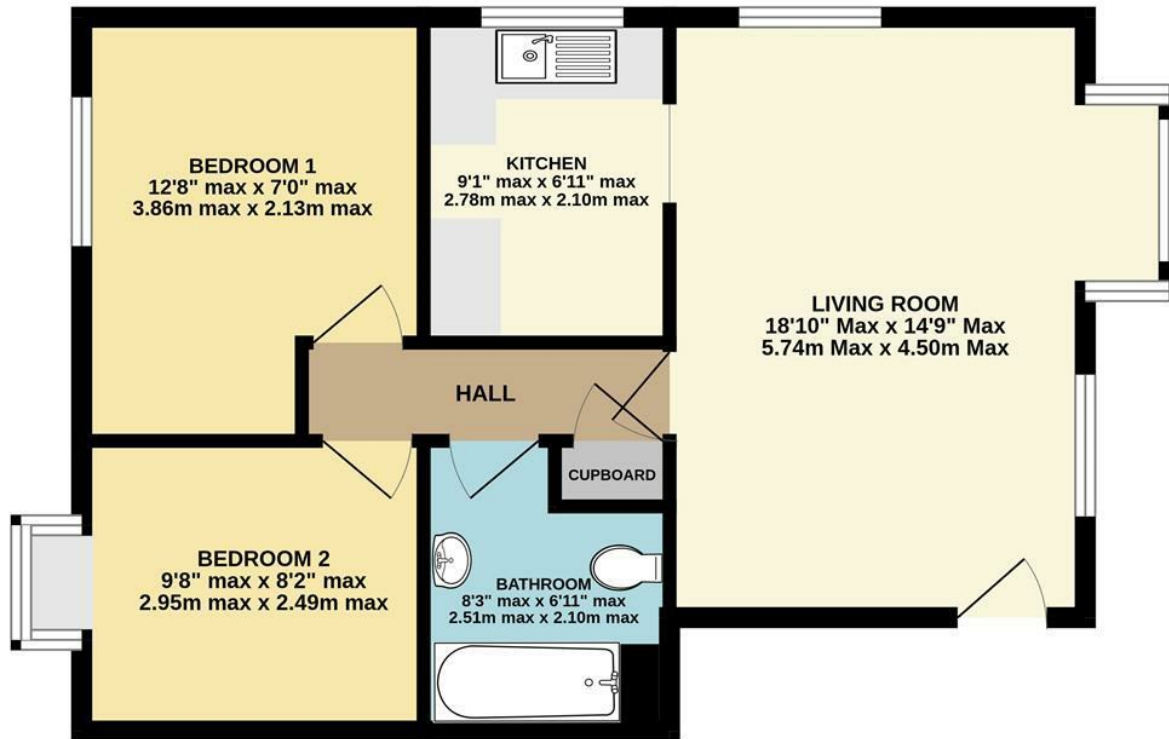 BEDROOM 1
12'8" max x 7'0" max
3.86m max x 2.13m max
KITCHEN
9'1" max x 6'11" max
2.78m max x 2.10m max
LIVING ROOM
18'10" Max x 14'9" Max
5.74m Max x 4.50m Max
HALL
CUPBOARD
BEDROOM 2
9'8" max x 8'2" max
2.95m max x 2.49m max
BATHROOM
8'3" max x 6'11" max
2.51m max x 2.10m max